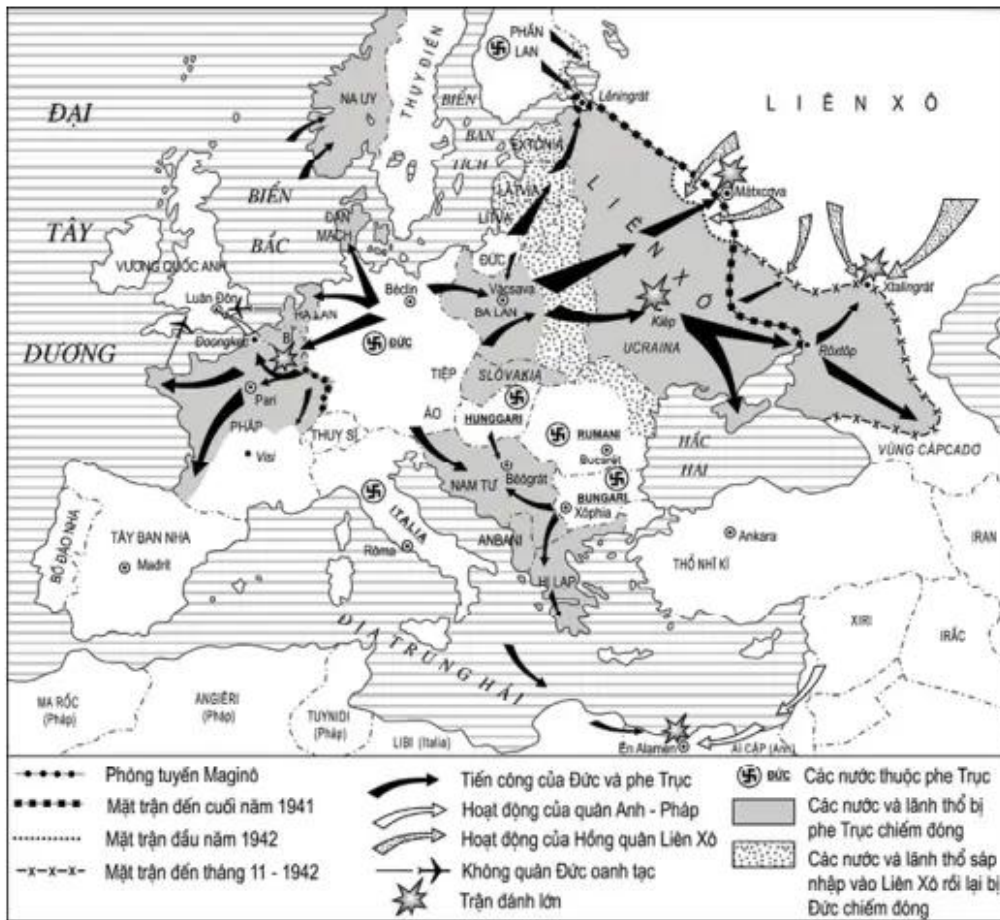 PHẦN
LAN
THỤY ĐIỂN
NA UY
BIỂN
BAN
TÍCH
Lêningrát
LIÊN XÔ
ĐẠI
TÂY
DƯƠNG
EXTÔNIA
LÁTVIA
LÍTVA
LIÊN XÔ
Mátxcơva
BIỂN
BẮC
ĐAN
MẠCH
ĐỨC
VƯƠNG QUỐC ANH
Luân Đôn
HÀ LAN
Béclin
Vácsava
BA LAN
Xtalingrát
Đoongkec
BỈ
ĐỨC
Kiép
UCRAINA
Rôxtôp
Pari
PHÁP
TIỆP
SLÔVAKIA
Visi
THỤY SĨ
ÁO
HUNGGARI
RUMANI
Bucarét
HẮC
HẢI
VÙNG CÁPCADƠ
NAM TƯ
Bêôgrát
BUNGARI
Xôphia
ITALIA
Rôma
ANBANI
BỒ ĐÀO NHA
TÂY BAN NHA
Mađrít
HI LẠP
Ankara
THỔ NHĨ KÌ
IRAN
ĐỊA TRUNG HẢI
XIRI
IRẮC
MA RỐC
(Pháp)
ANGIÊRI
(Pháp)
TUYNIDI
(Pháp)
LIBI (Italia)
En Alamen
AI CẬP (Anh)
Phòng tuyến Maginô
Mặt trận đến cuối năm 1941
Mặt trận đầu năm 1942
Mặt trận đến tháng 11 - 1942
Tiến công của Đức và phe Trục
Hoạt động của quân Anh - Pháp
Hoạt động của Hồng quân Liên Xô
Không quân Đức oanh tạc
Trận đánh lớn
ĐỨC
Các nước thuộc phe Trục
Các nước và lãnh thổ bị
phe Trục chiếm đóng
Các nước và lãnh thổ sáp
nhập vào Liên Xô rồi lại bị
Đức chiếm đóng